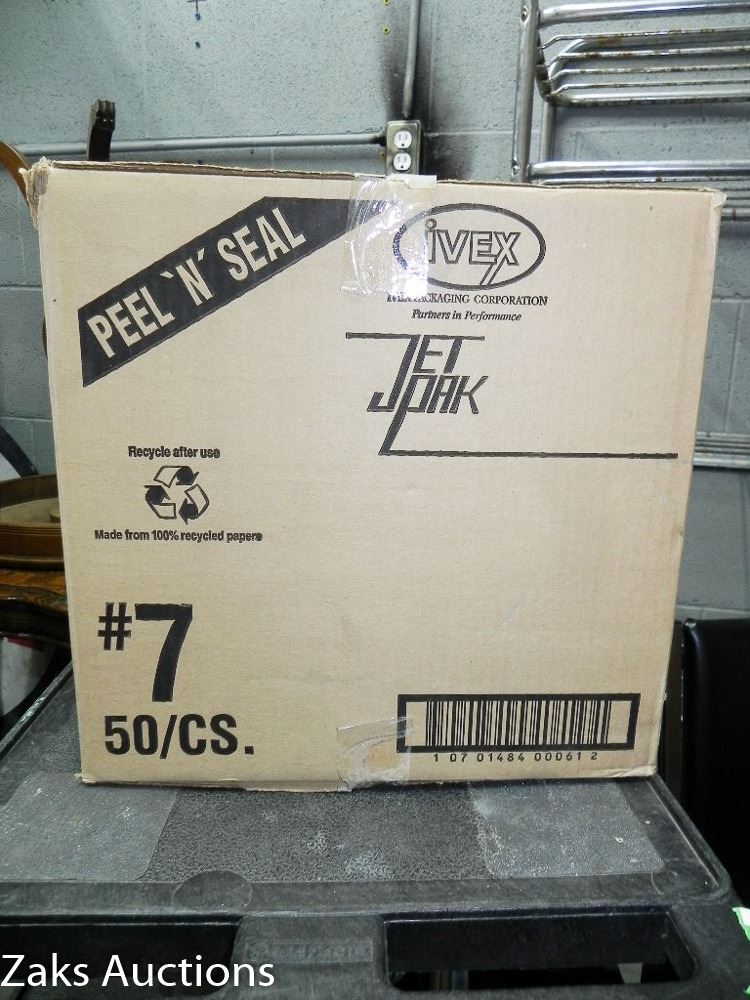 PEEL 'N' SEAL
IVEX
IVEX PACKAGING CORPORATION
Partners in Performance
JET
PAK
Recycle after use
Made from 100% recycled papers
#7
50/CS.
1 07 01484 00061 2
Zaks Auctions